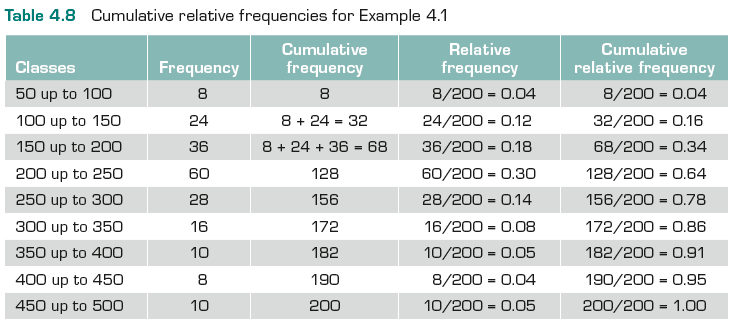 Table 4.8 Cumulative relative frequencies for Example 4.1
Classes Frequency Cumulative frequency Relative frequency Cumulative relative frequency
50 up to 100 8 8 8/200 = 0.04 8/200 = 0.04
100 up to 150 24 8 + 24 = 32 24/200 = 0.12 32/200 = 0.16
150 up to 200 36 8 + 24 + 36 = 68 36/200 = 0.18 68/200 = 0.34
200 up to 250 60 128 60/200 = 0.30 128/200 = 0.64
250 up to 300 28 156 28/200 = 0.14 156/200 = 0.78
300 up to 350 16 172 16/200 = 0.08 172/200 = 0.86
350 up to 400 10 182 10/200 = 0.05 182/200 = 0.91
400 up to 450 8 190 8/200 = 0.04 190/200 = 0.95
450 up to 500 10 200 10/200 = 0.05 200/200 = 1.00